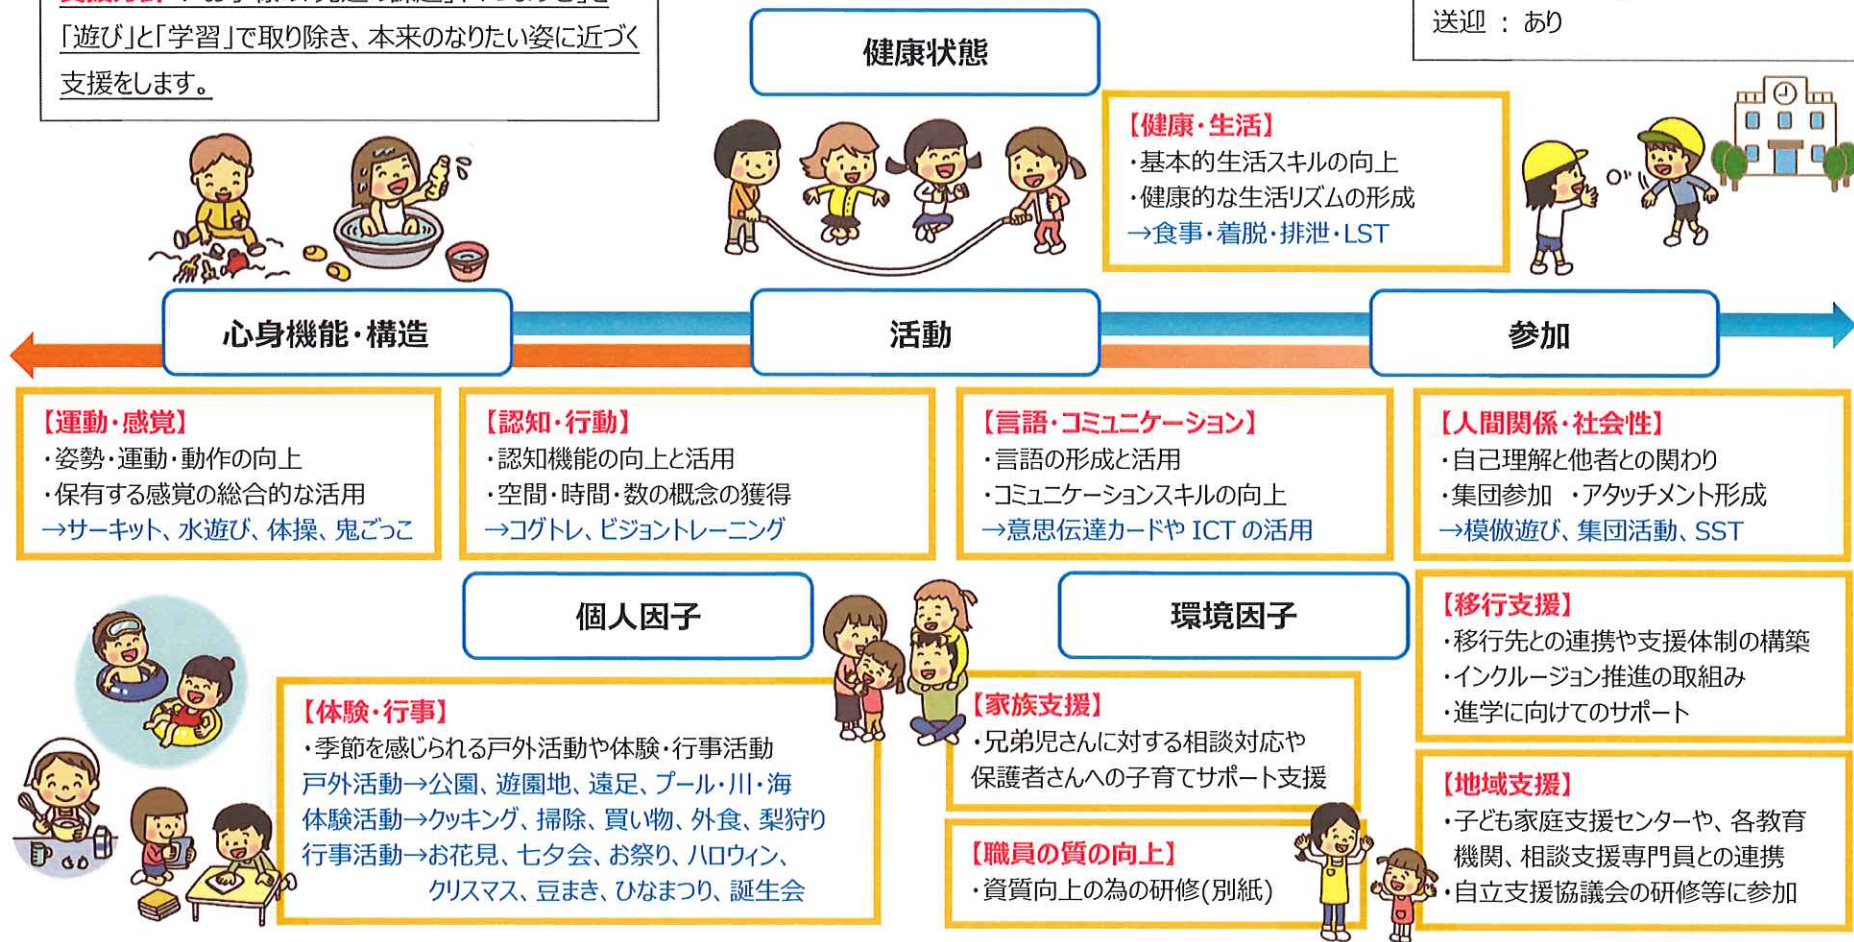 「遊び」と「学習」で取り除き、本来のなりたい姿に近づく
支援をします。
送迎 : あり
健康状態
【健康・生活】
・基本的生活スキルの向上
・健康的な生活リズムの形成
→食事・着脱・排泄・LST
心身機能・構造
活動
参加
【運動・感覚】
・姿勢・運動・動作の向上
・保有する感覚の総合的な活用
→サーキット、水遊び、体操、鬼ごっこ
【認知・行動】
・認知機能の向上と活用
・空間・時間・数の概念の獲得
→コグトレ、ビジョントレーニング
【言語・コミュニケーション】
・言語の形成と活用
・コミュニケーションスキルの向上
→意思伝達カードや ICT の活用
【人間関係・社会性】
・自己理解と他者との関わり
・集団参加 ・アタッチメント形成
→模倣遊び、集団活動、SST
個人因子
環境因子
【体験・行事】
・季節を感じられる戸外活動や体験・行事活動
戸外活動→公園、遊園地、遠足、プール・川・海
体験活動→クッキング、掃除、買い物、外食、梨狩り
行事活動→お花見、七夕会、お祭り、ハロウィン、
クリスマス、豆まき、ひなまつり、誕生会
【家族支援】
・兄弟児さんに対する相談対応や
保護者さんへの子育てサポート支援
【職員の質の向上】
・資質向上の為の研修(別紙)
【移行支援】
・移行先との連携や支援体制の構築
・インクルージョン推進の取組み
・進学に向けてのサポート
【地域支援】
・子ども家庭支援センターや、各教育
機関、相談支援専門員との連携
・自立支援協議会の研修等に参加